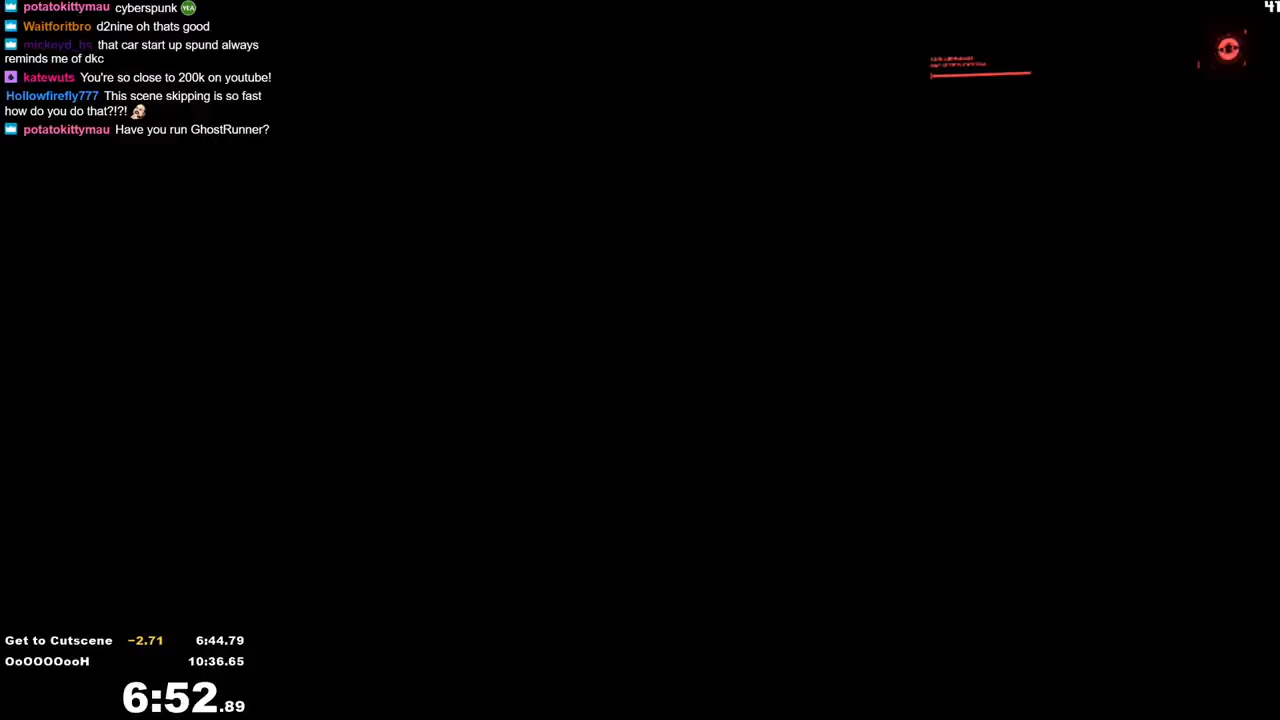 potatokittymau cyberspunk YEA
Waitforitbro d2nine oh thats good
mickeyd_bs that car start up spund always
reminds me of dkc
katewuts You're so close to 200k on youtube!
Hollowfirefly777 This scene skipping is so fast
how do you do that?!?!
potatokittymau Have you run GhostRunner?
41
Get to Cutscene −2.71 6:44.79
OoOOOOooH 10:36.65
6:52.89